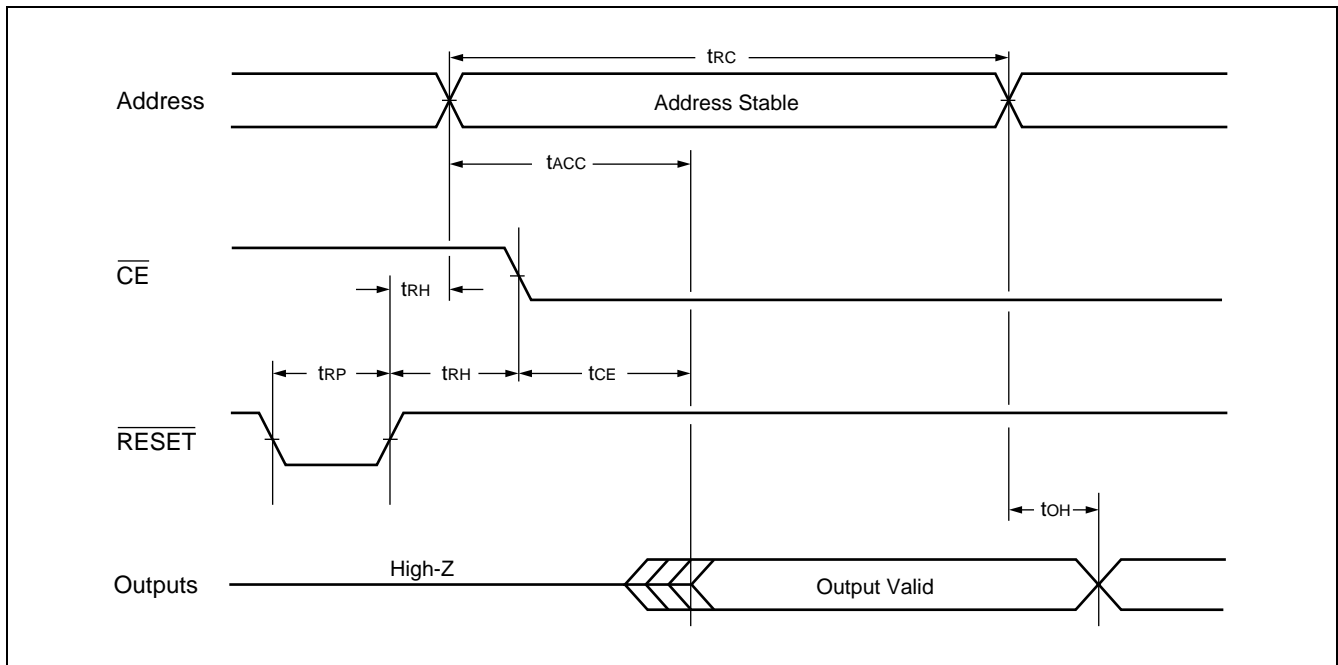 tRC
Address
Address Stable
tACC
CE
tRH
tRP
tRH
tCE
RESET
tOH
High-Z
Outputs
Output Valid